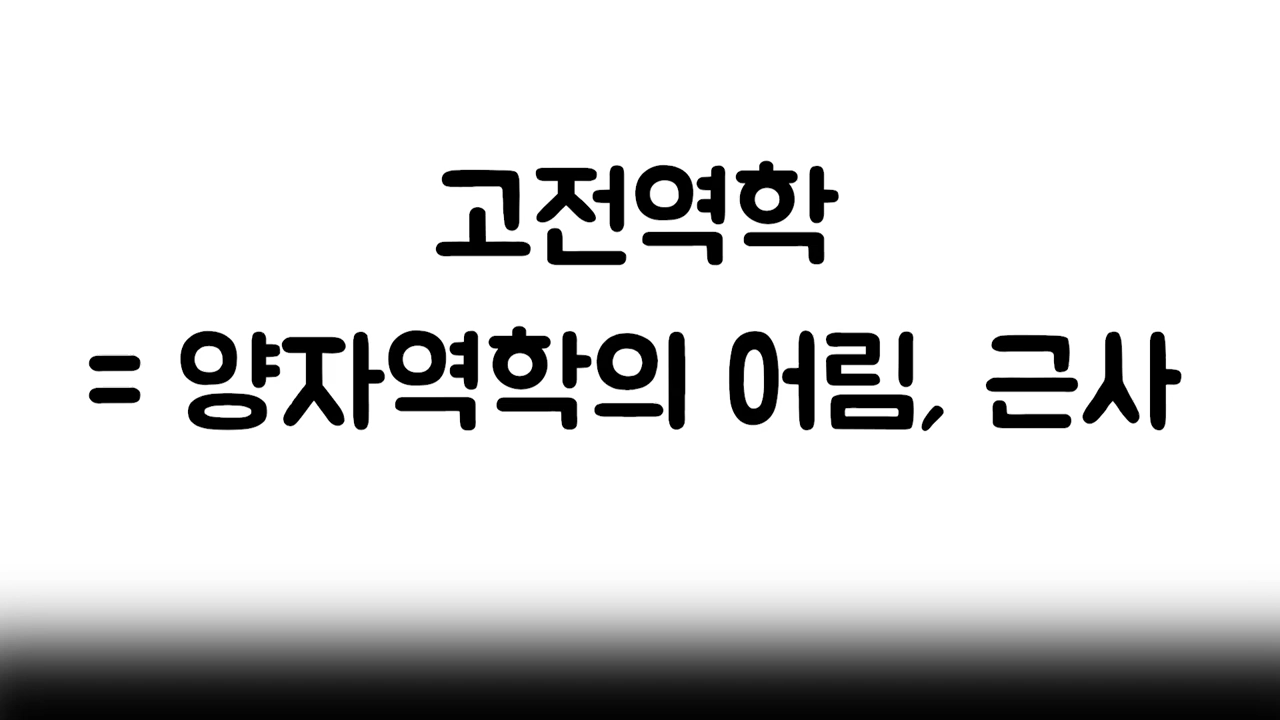 고전역학
= 양자역학의 어림, 근사